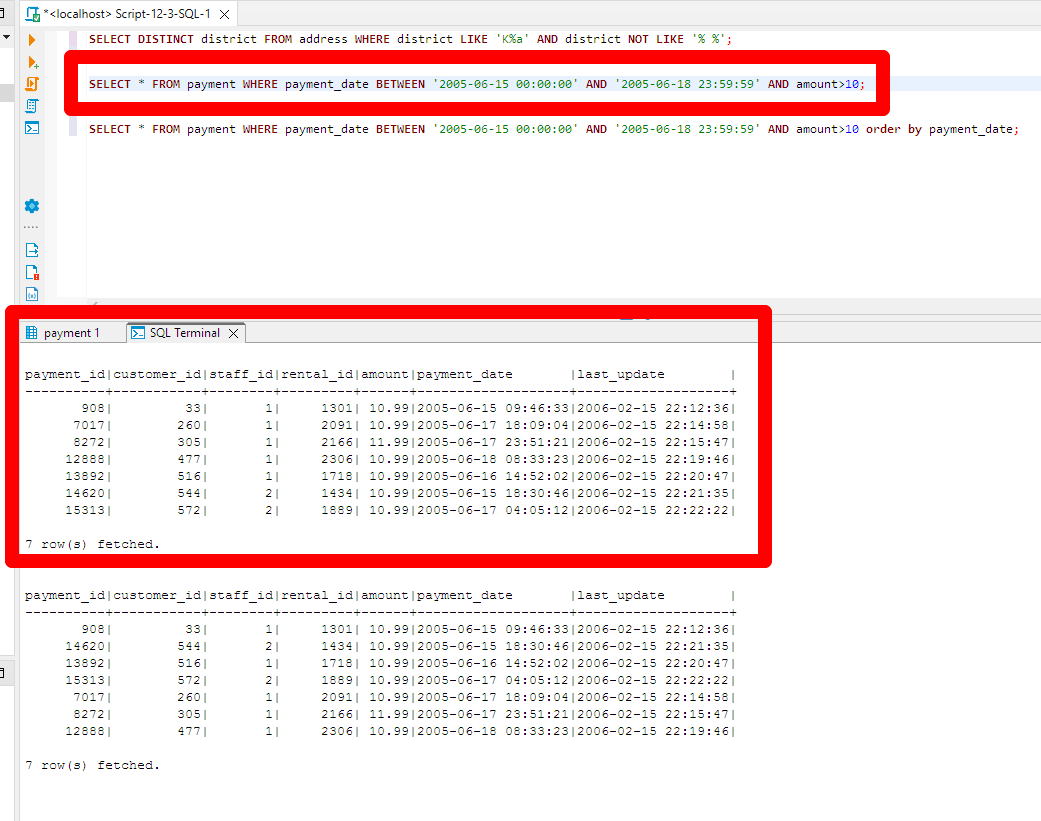 *<localhost> Script-12-3-SQL-1
SELECT DISTINCT district FROM address WHERE district LIKE 'K%a' AND district NOT LIKE '% %';
SELECT * FROM payment WHERE payment_date BETWEEN '2005-06-15 00:00:00' AND '2005-06-18 23:59:59' AND amount>10;
SELECT * FROM payment WHERE payment_date BETWEEN '2005-06-15 00:00:00' AND '2005-06-18 23:59:59' AND amount>10 order by payment_date;
payment 1 SQL Terminal
payment_id|customer_id|staff_id|rental_id|amount|payment_date       |last_update        |
----------+-----------+--------+---------+------+-------------------+-------------------+
       908|         33|       1|     1301| 10.99|2005-06-15 09:46:33|2006-02-15 22:12:36|
      7017|        260|       1|     2091| 10.99|2005-06-17 18:09:04|2006-02-15 22:14:58|
      8272|        305|       1|     2166| 11.99|2005-06-17 23:51:21|2006-02-15 22:15:47|
     12888|        477|       1|     2306| 10.99|2005-06-18 08:33:23|2006-02-15 22:19:46|
     13892|        516|       1|     1718| 10.99|2005-06-16 14:52:02|2006-02-15 22:20:47|
     14620|        544|       2|     1434| 10.99|2005-06-15 18:30:46|2006-02-15 22:21:35|
     15313|        572|       2|     1889| 10.99|2005-06-17 04:05:12|2006-02-15 22:22:22|
7 row(s) fetched.
payment_id|customer_id|staff_id|rental_id|amount|payment_date       |last_update        |
----------+-----------+--------+---------+------+-------------------+-------------------+
       908|         33|       1|     1301| 10.99|2005-06-15 09:46:33|2006-02-15 22:12:36|
     14620|        544|       2|     1434| 10.99|2005-06-15 18:30:46|2006-02-15 22:21:35|
     13892|        516|       1|     1718| 10.99|2005-06-16 14:52:02|2006-02-15 22:20:47|
     15313|        572|       2|     1889| 10.99|2005-06-17 04:05:12|2006-02-15 22:22:22|
      7017|        260|       1|     2091| 10.99|2005-06-17 18:09:04|2006-02-15 22:14:58|
      8272|        305|       1|     2166| 11.99|2005-06-17 23:51:21|2006-02-15 22:15:47|
     12888|        477|       1|     2306| 10.99|2005-06-18 08:33:23|2006-02-15 22:19:46|
7 row(s) fetched.